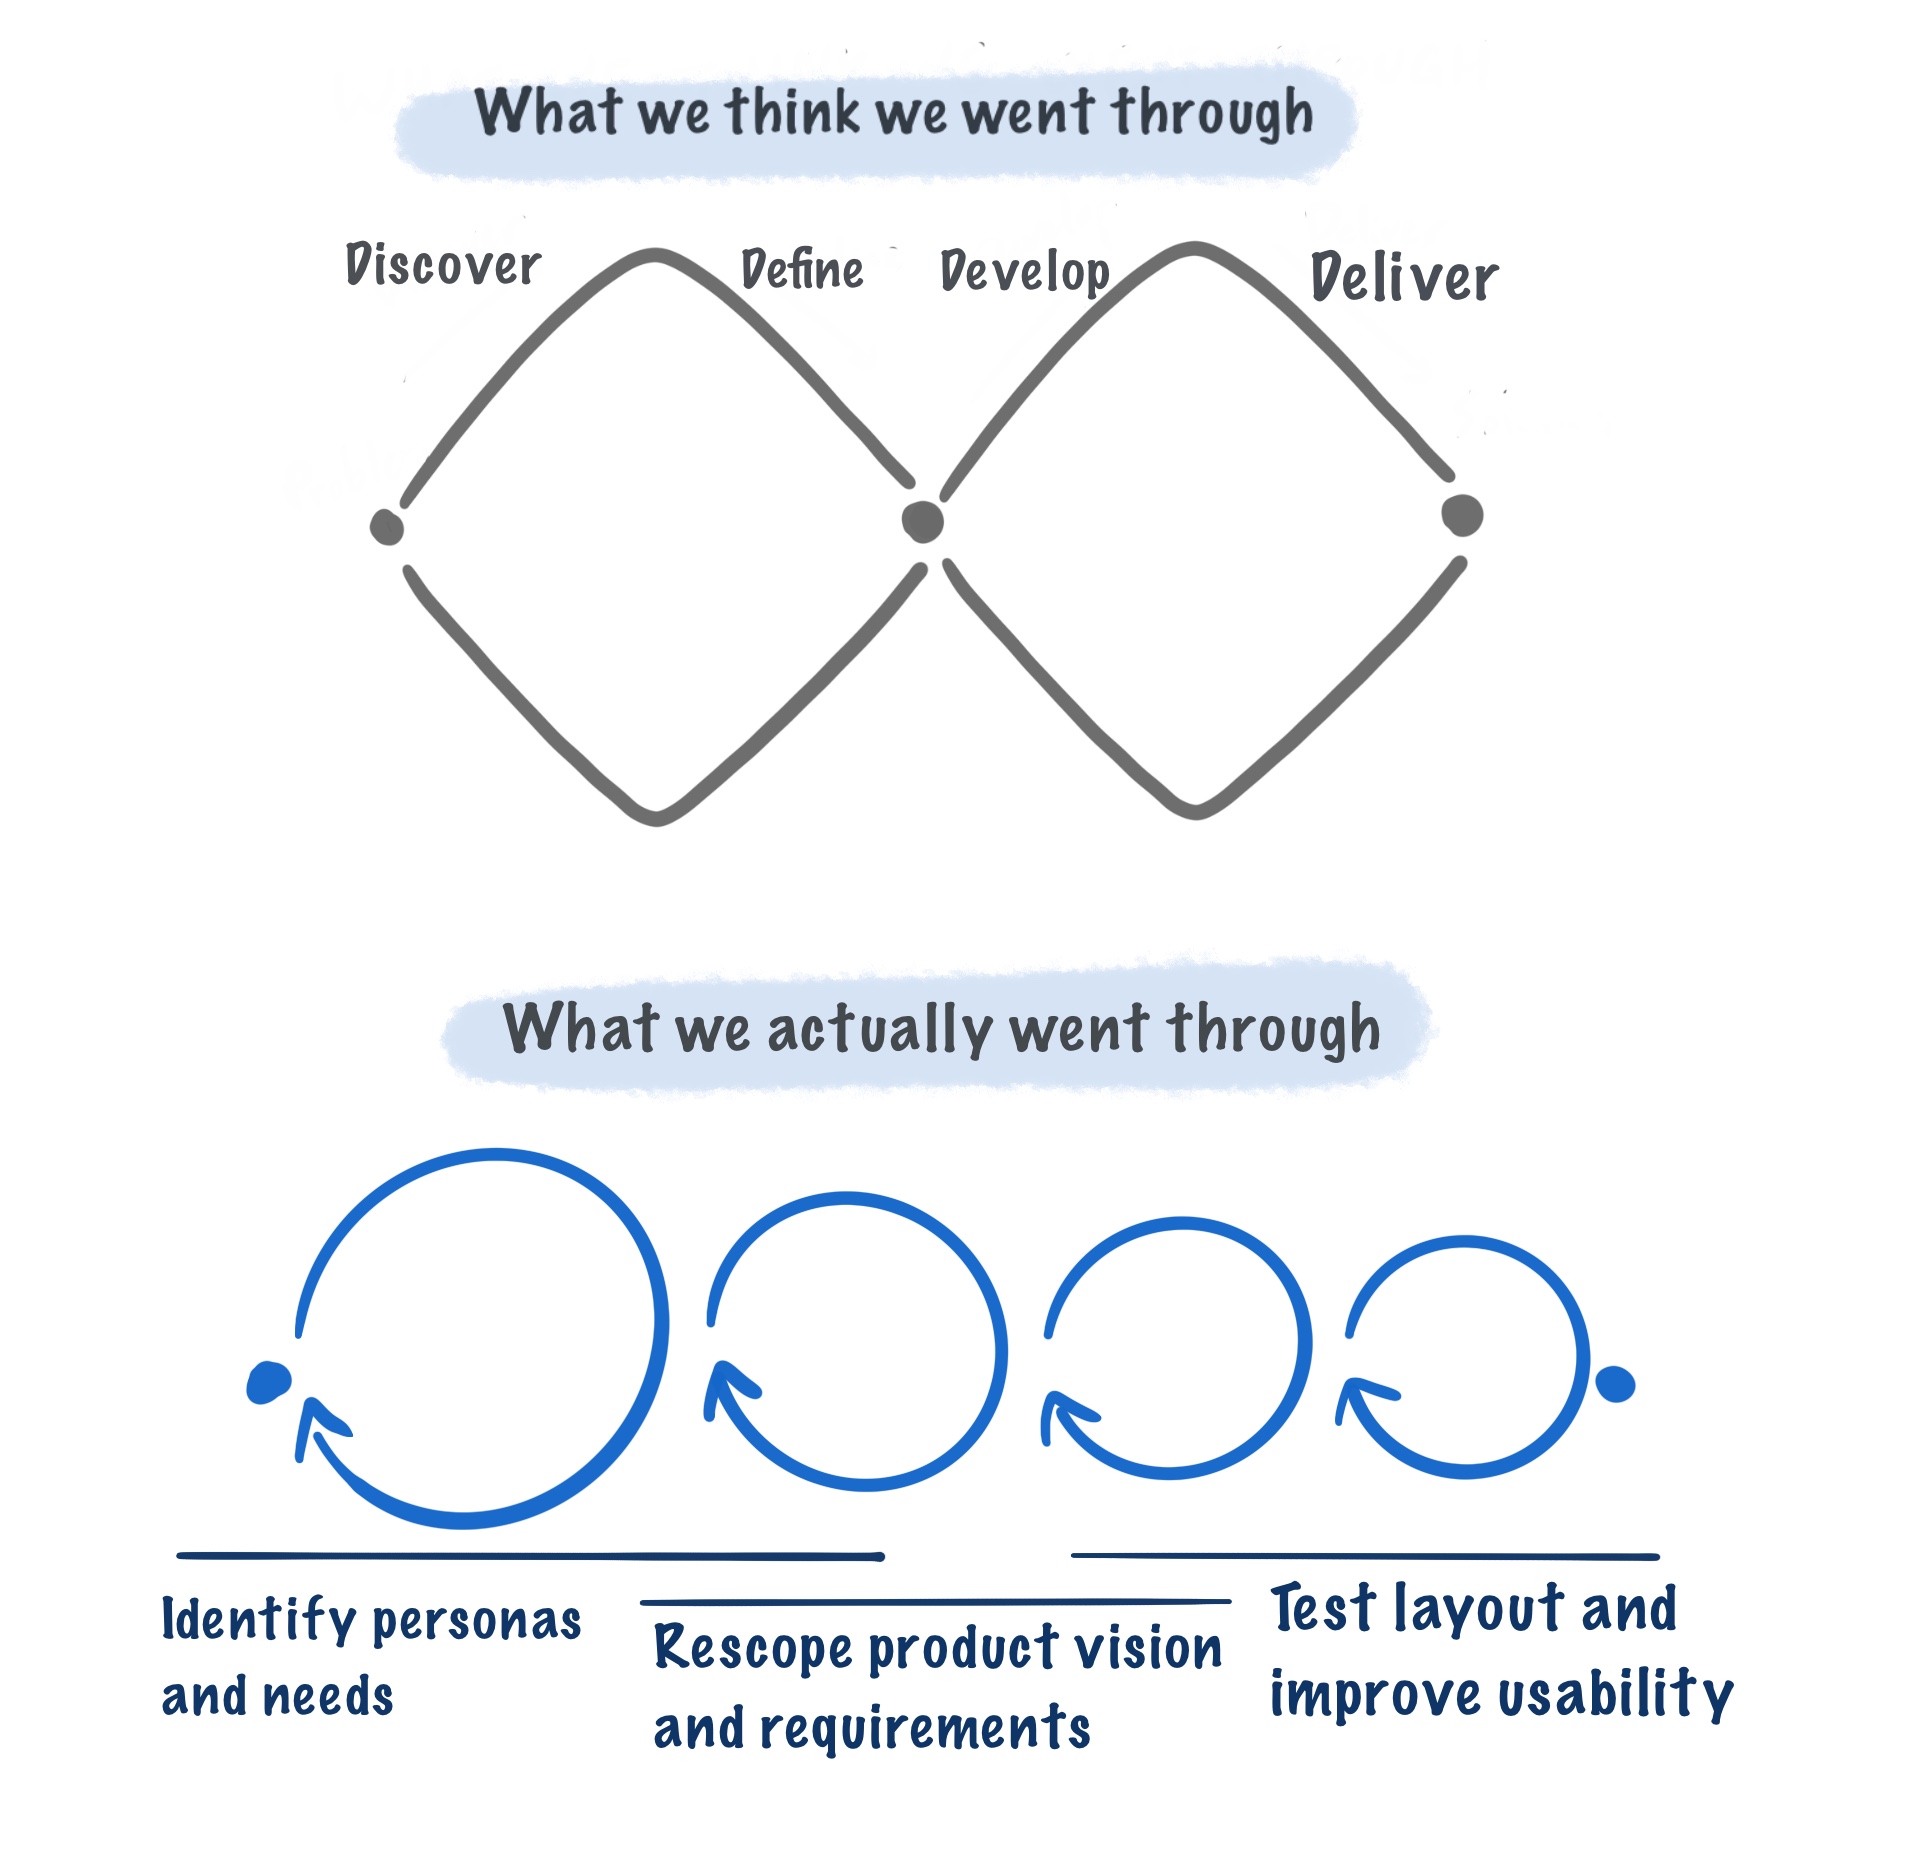 What we think we went through
Discover
Define
Develop
Deliver
What we actually went through
Identify personas
and needs
Rescope product vision
and requirements
Test layout and
improve usability